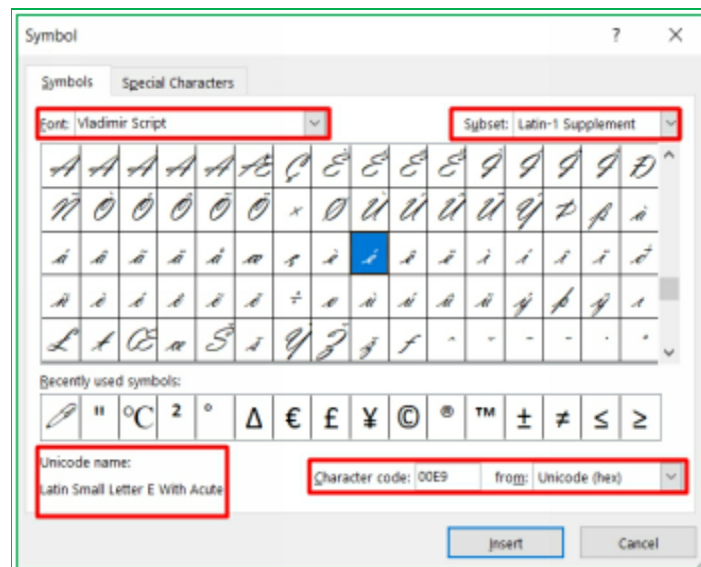 Symbol ? ×
Symbols Special Characters
Font: Vladimir Script Subset: Latin-1 Supplement
Á Â Ã Ä Å Æ Ç È É Ê Ë Ì Í Î Ï Ð
Ñ Ò Ó Ô Õ Ö × Ø Ù Ú Û Ü Ý Þ ß à
á â ã ä å æ ç è é ê ë ì í î ï ð
ñ ò ó ô õ ö ÷ ø ù ú û ü ý þ ÿ ı
Ł ł Œ œ Š š Ÿ Ž ž ƒ
Recently used symbols:
" °C ² ° Δ € £ ¥ © ® ™ ± ≠ ≤ ≥
Unicode name:
Latin Small Letter E With Acute
Character code: 00E9 from: Unicode (hex)
Insert Cancel